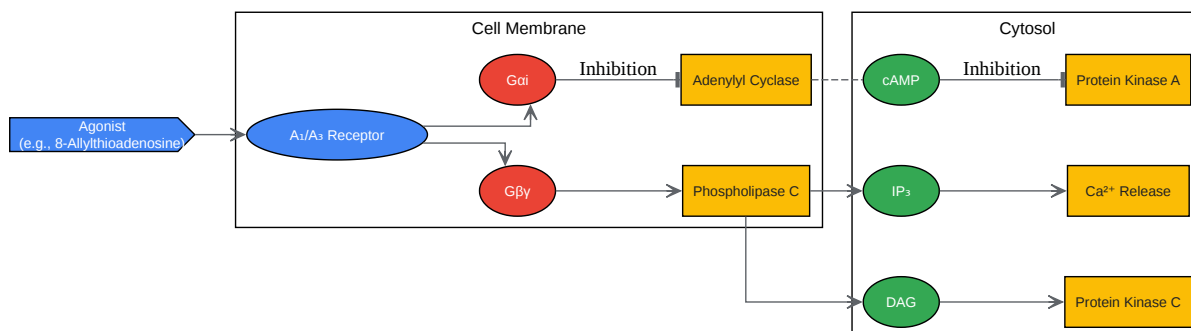 Cell Membrane
Cytosol
Gαi
Inhibition
Adenylyl Cyclase
cAMP
Inhibition
Protein Kinase A
Agonist
(e.g., 8-Allylthioadenosine)
A₁/A₃ Receptor
Gβγ
Phospholipase C
IP₃
Ca²⁺ Release
DAG
Protein Kinase C